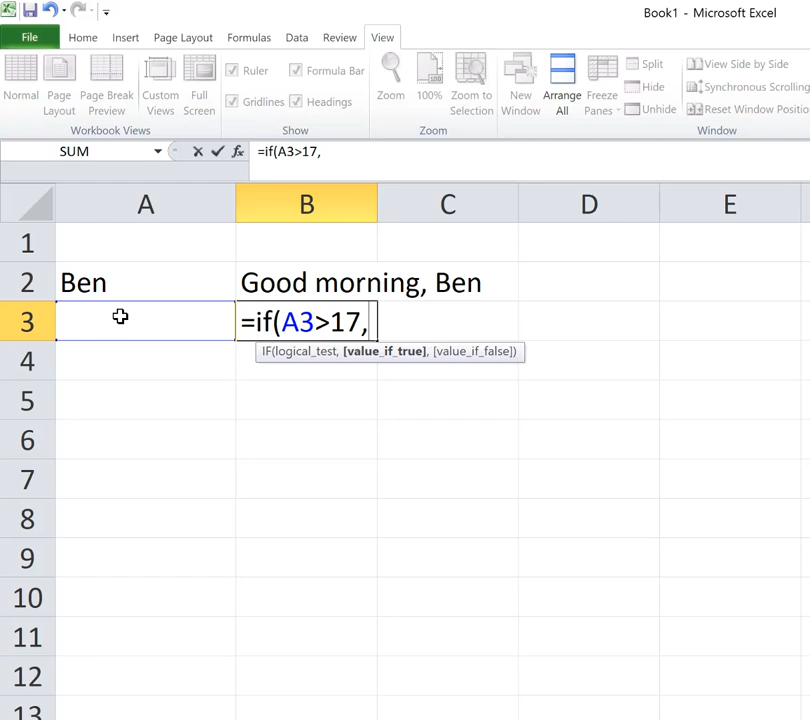 Book1 - Microsoft Excel
File Home Insert Page Layout Formulas Data Review View
Normal
Page Layout
Page Break Preview
Custom Views
Full Screen
Workbook Views
Ruler
Formula Bar
Gridlines
Headings
Show
Zoom
100%
Zoom to Selection
Zoom
New Window
Arrange All
Freeze Panes
Split
Hide
Unhide
View Side by Side
Synchronous Scrolling
Reset Window Positio
Window
SUM fx =if(A3>17,
A B C D E
1
2 Ben Good morning, Ben
3 =if(A3>17,
IF(logical_test, [value_if_true], [value_if_false])
4
5
6
7
8
9
10
11
12
13